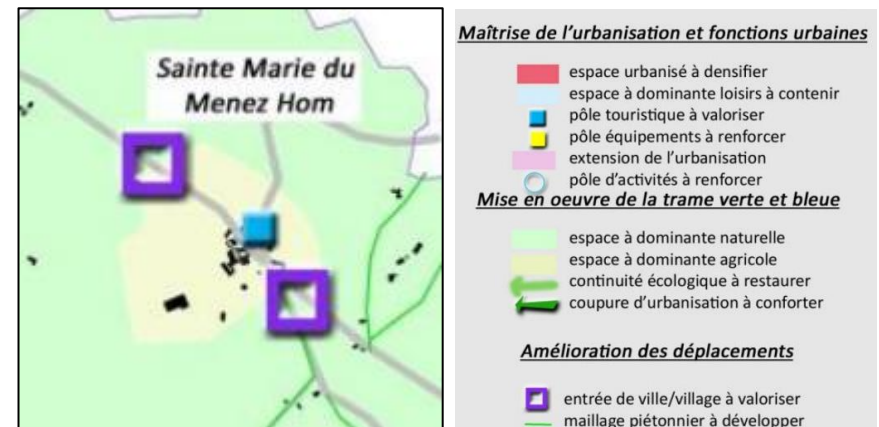 Sainte Marie du
Menez Hom
Maîtrise de l'urbanisation et fonctions urbaines
espace urbanisé à densifier
espace à dominante loisirs à contenir
pôle touristique à valoriser
pôle équipements à renforcer
extension de l'urbanisation
pôle d'activités à renforcer
Mise en oeuvre de la trame verte et bleue
espace à dominante naturelle
espace à dominante agricole
continuité écologique à restaurer
coupure d'urbanisation à conforter
Amélioration des déplacements
entrée de ville/village à valoriser
maillage piétonnier à développer